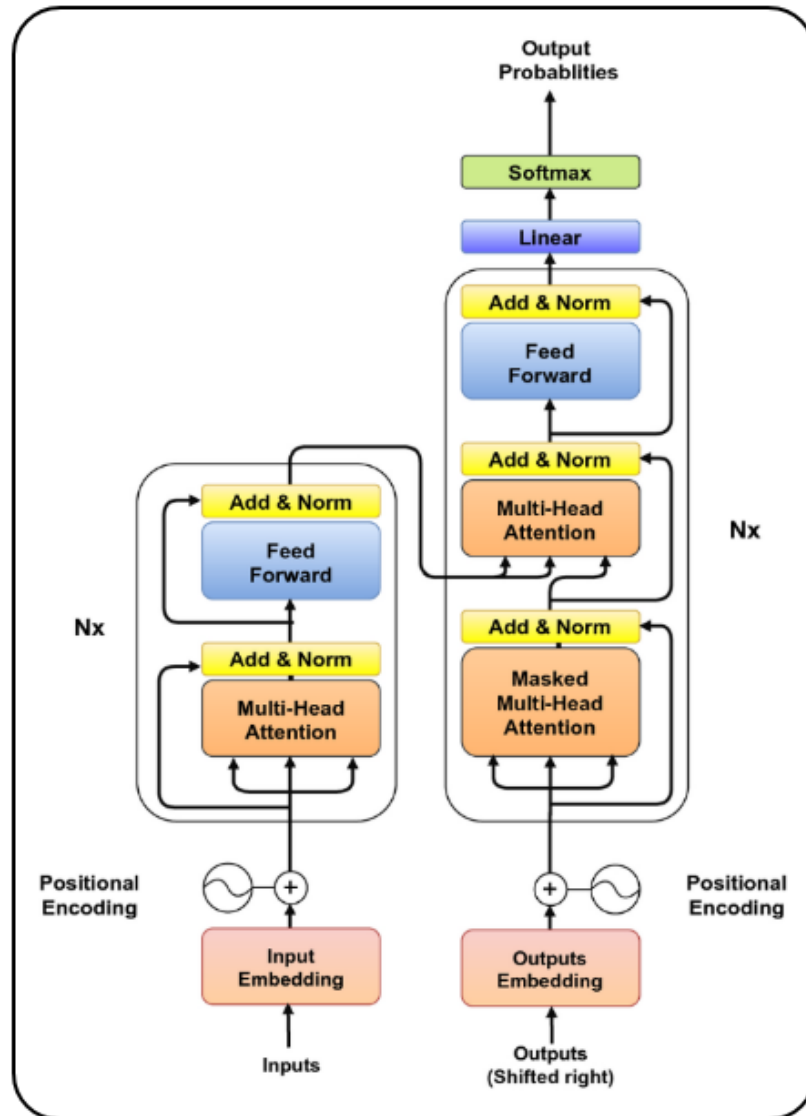 Output
Probablities
Softmax
Linear
Add & Norm
Feed
Forward
Add & Norm
Multi-Head
Attention
Nx
Add & Norm
Masked
Multi-Head
Attention
Add & Norm
Feed
Forward
Nx
Add & Norm
Multi-Head
Attention
Positional
Encoding
+
+
Positional
Encoding
Input
Embedding
Outputs
Embedding
Inputs
Outputs
(Shifted right)